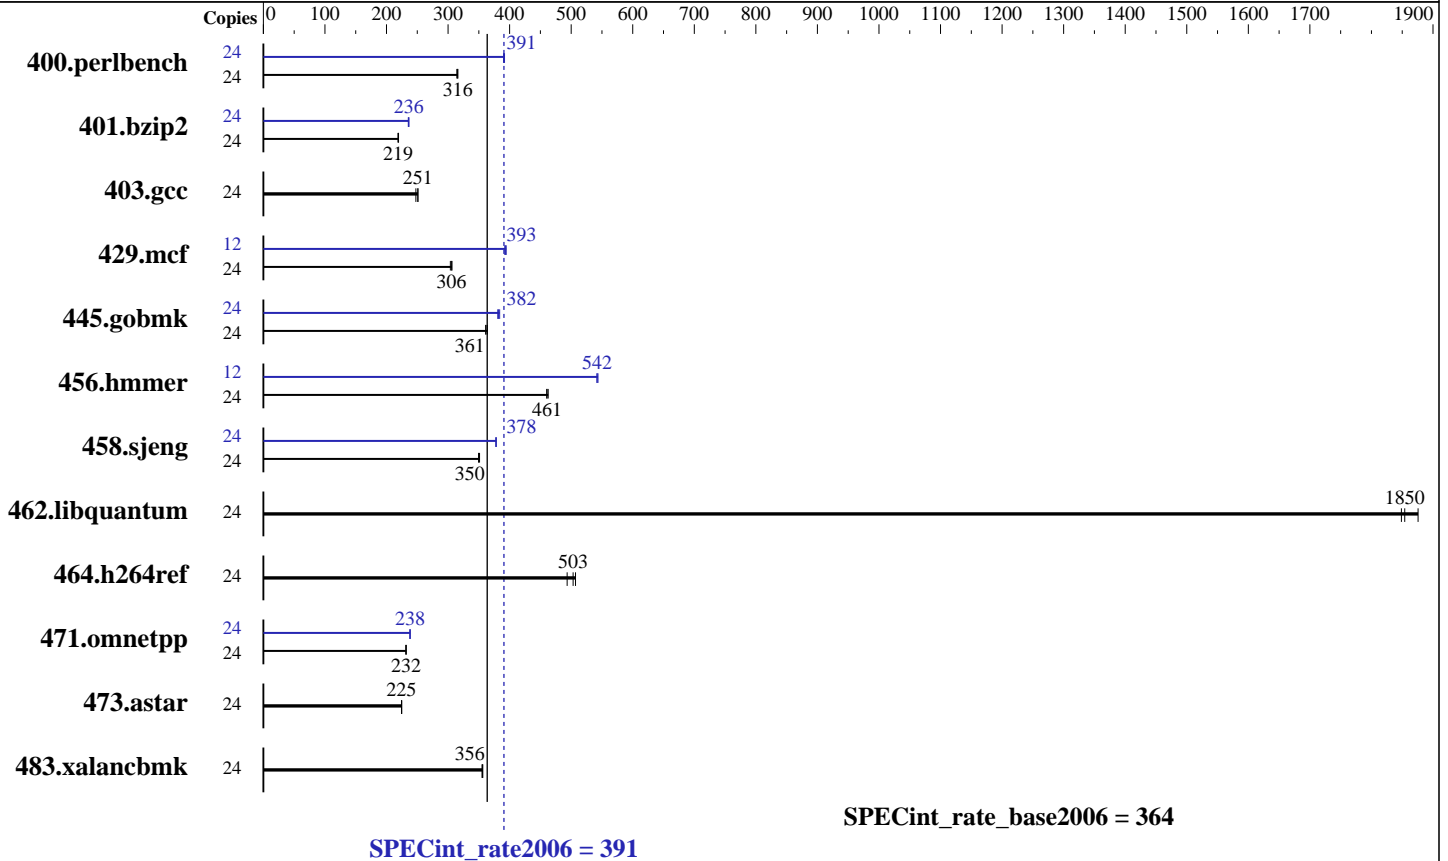 Copies 0 100 200 300 400 500 600 700 800 900 1000 1100 1200 1300 1400 1500 1600 1700 1900
400.perlbench 24 391
24 316
401.bzip2 24 236
24 219
403.gcc 24 251
429.mcf 12 393
24 306
445.gobmk 24 382
24 361
456.hmmer 12 542
24 461
458.sjeng 24 378
24 350
462.libquantum 24 1850
464.h264ref 24 503
471.omnetpp 24 238
24 232
473.astar 24 225
483.xalancbmk 24 356
SPECint_rate_base2006 = 364
SPECint_rate2006 = 391